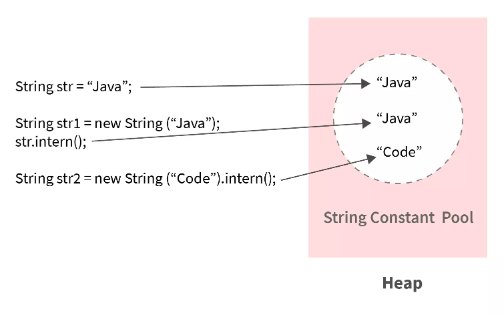 String str = “Java”;
“Java”
String str1 = new String (“Java”);
str.intern();
“Java”
String str2 = new String (“Code”).intern();
“Code”
String Constant Pool
Heap